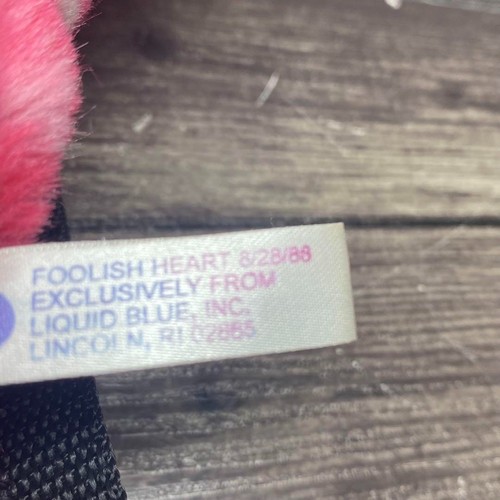 FOOLISH HEART 8/28/88
EXCLUSIVELY FROM
LIQUID BLUE, INC.
LINCOLN, RI 02865